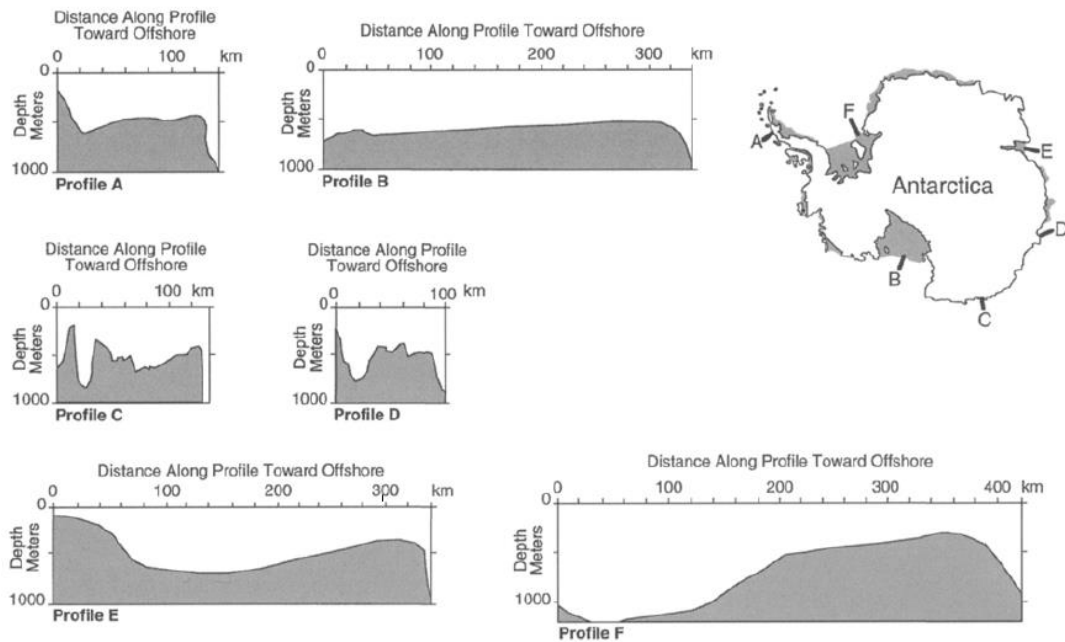 Distance Along Profile
Toward Offshore
0 100 km
0
Depth
Meters
1000
Profile A
Distance Along Profile Toward Offshore
0 100 200 300 km
0
Depth
Meters
1000
Profile B
A
F
E
Antarctica
D
B
C
Distance Along Profile
Toward Offshore
0 100 km
0
Depth
Meters
1000
Profile C
Distance Along Profile
Toward Offshore
0 100 km
0
Depth
Meters
1000
Profile D
Distance Along Profile Toward Offshore
0 100 200 300 km
0
Depth
Meters
1000
Profile E
Distance Along Profile Toward Offshore
0 100 200 300 400 km
0
Depth
Meters
1000
Profile F